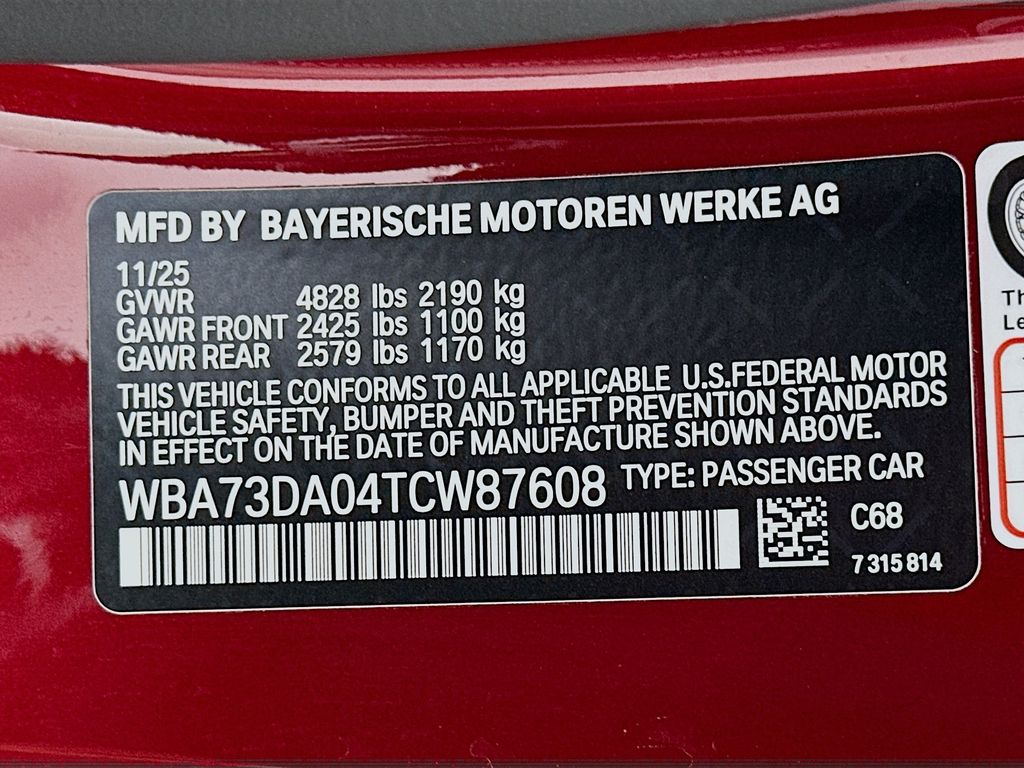 MFD BY BAYERISCHE MOTOREN WERKE AG
11/25
GVWR 4828 lbs 2190 kg
GAWR FRONT 2425 lbs 1100 kg
GAWR REAR 2579 lbs 1170 kg
THIS VEHICLE CONFORMS TO ALL APPLICABLE U.S.FEDERAL MOTOR
VEHICLE SAFETY, BUMPER AND THEFT PREVENTION STANDARDS
IN EFFECT ON THE DATE OF MANUFACTURE SHOWN ABOVE.
WBA73DA04TCW87608 TYPE: PASSENGER CAR
C68
7 315 814
Th
Le